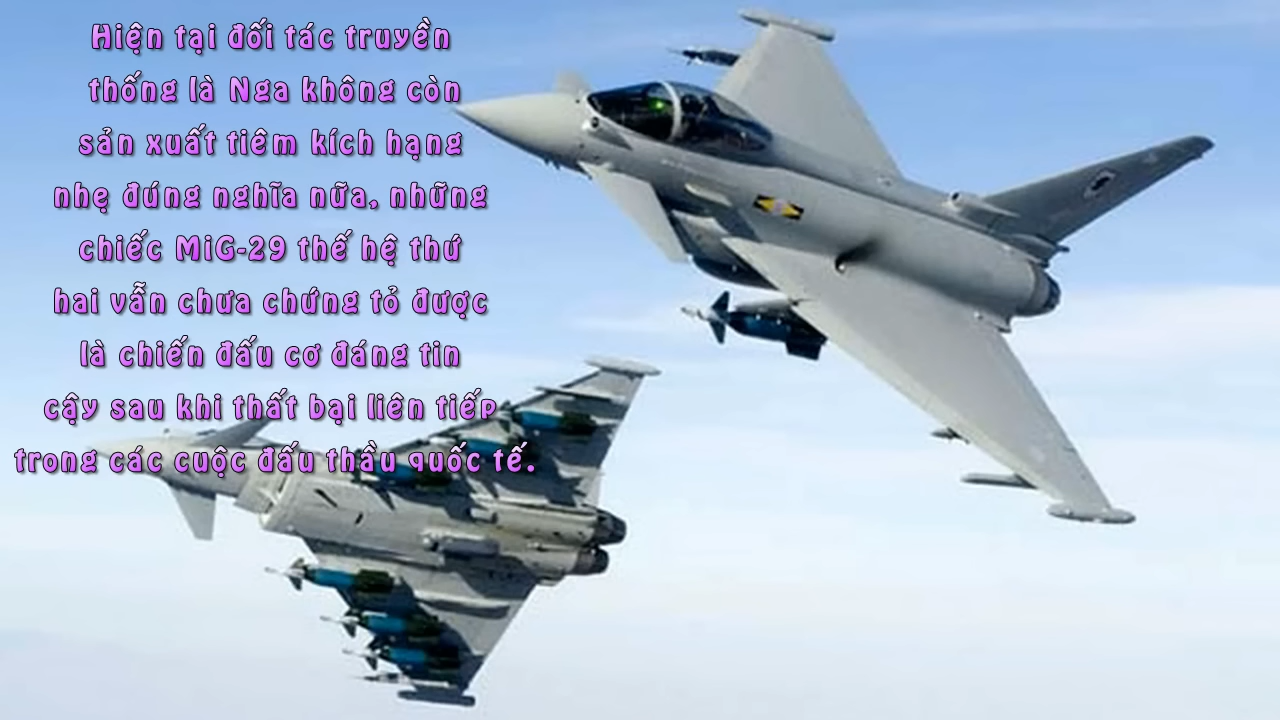 Hiện tại đối tác truyền
thống là Nga không còn
sản xuất tiêm kích hạng
nhẹ đúng nghĩa nữa, những
chiếc MiG-29 thế hệ thứ
hai vẫn chưa chứng tỏ được
là chiến đấu cơ đáng tin
cậy sau khi thất bại liên tiếp
trong các cuộc đấu thầu quốc tế.